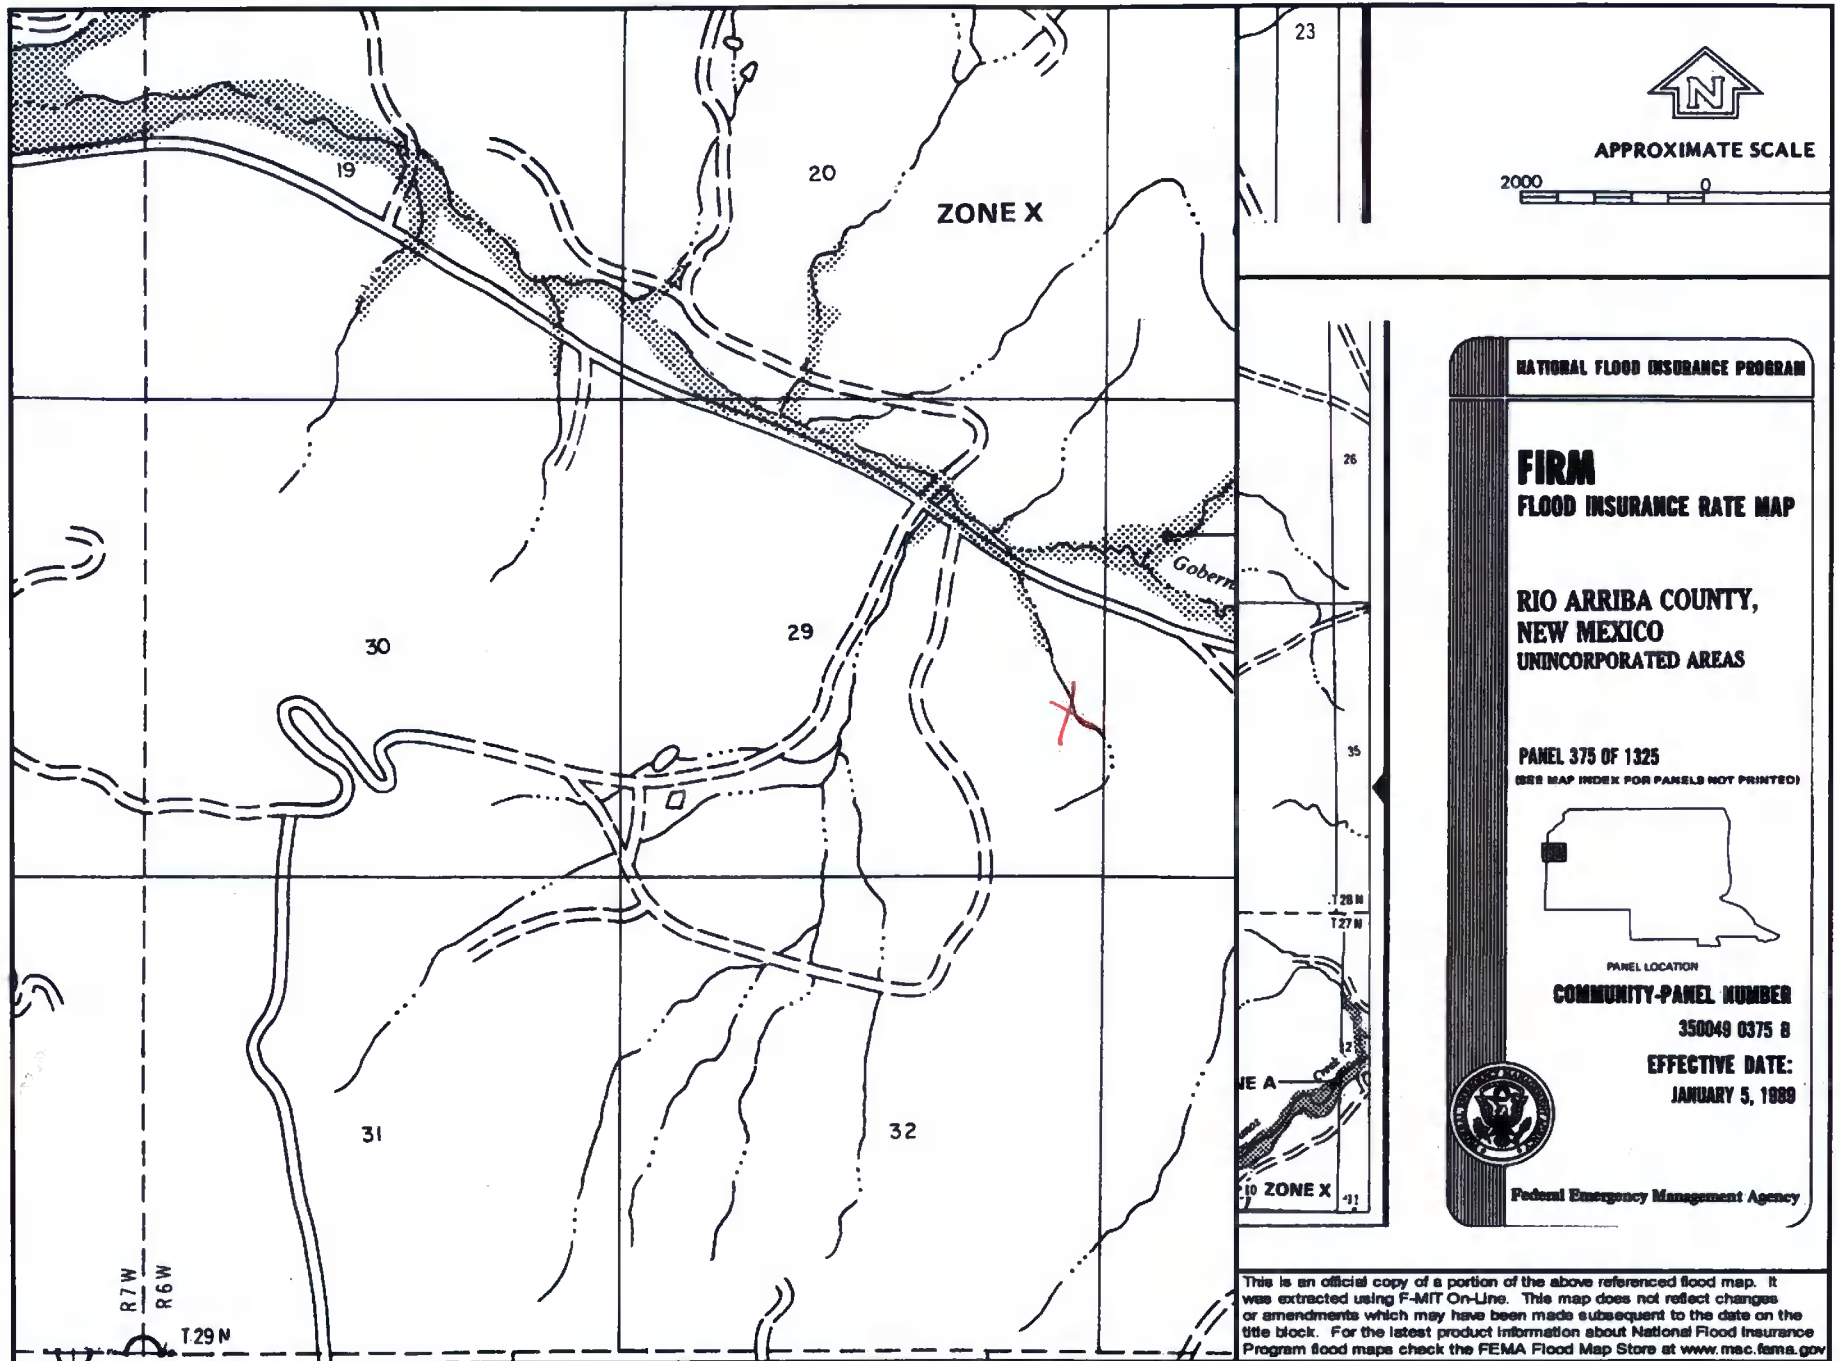 19
20
ZONE X
30
29
Gobern
31
32
R7W
R6W
T.29 N
23
26
35
T28N
T27N
12
NE A
Creek
10 ZONE X
11
N
APPROXIMATE SCALE
2000
0
NATIONAL FLOOD INSURANCE PROGRAM
FIRM
FLOOD INSURANCE RATE MAP
RIO ARRIBA COUNTY,
NEW MEXICO
UNINCORPORATED AREAS
PANEL 375 OF 1325
(SEE MAP INDEX FOR PANELS NOT PRINTED)
PANEL LOCATION
COMMUNITY-PANEL NUMBER
350049 0375 B
EFFECTIVE DATE:
JANUARY 5, 1989
Federal Emergency Management Agency
This is an official copy of a portion of the above referenced flood map. It
was extracted using F-MIT On-Line. This map does not reflect changes
or amendments which may have been made subsequent to the date on the
title block. For the latest product information about National Flood Insurance
Program flood maps check the FEMA Flood Map Store at www.msc.fema.gov